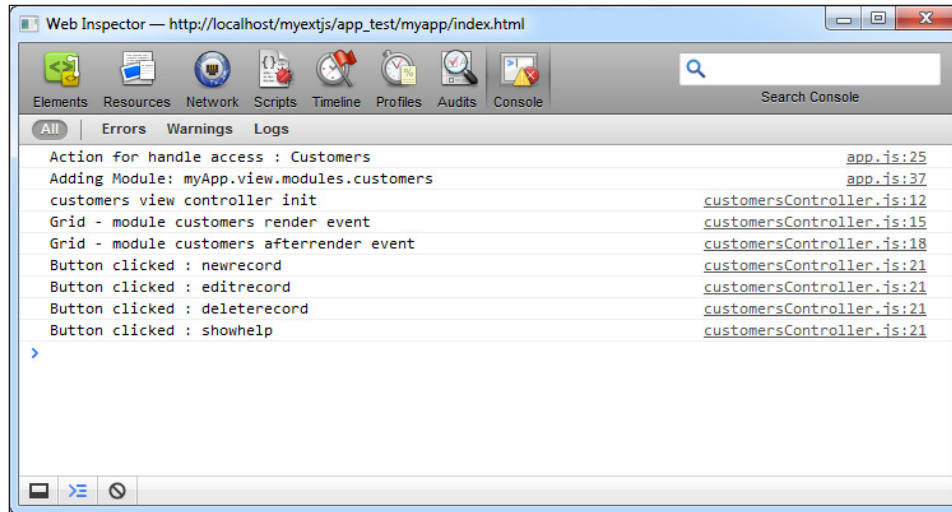 Web Inspector — http://localhost/myextjs/app_test/myapp/index.html
Elements Resources Network Scripts Timeline Profiles Audits Console Search Console
All Errors Warnings Logs
Action for handle access : Customers app.js:25
Adding Module: myApp.view.modules.customers app.js:37
customers view controller init customersController.js:12
Grid - module customers render event customersController.js:15
Grid - module customers afterrender event customersController.js:18
Button clicked : newrecord customersController.js:21
Button clicked : editrecord customersController.js:21
Button clicked : deleterecord customersController.js:21
Button clicked : showhelp customersController.js:21